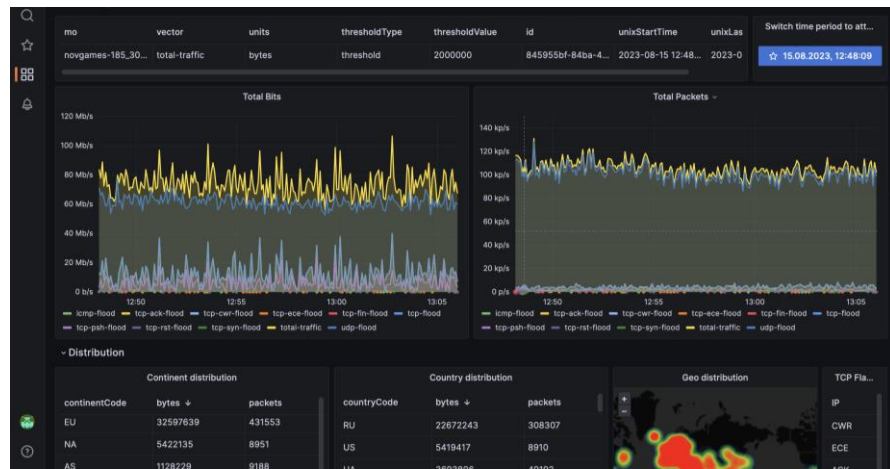 mo vector units thresholdType thresholdValue id unixStartTime unixLas
novgames-185_30... total-traffic bytes threshold 2000000 845955bf-84ba-4... 2023-08-15 12:48... 2023-0
Switch time period to att...
15.08.2023, 12:48:09
Total Bits
120 Mb/s
100 Mb/s
80 Mb/s
60 Mb/s
40 Mb/s
20 Mb/s
0 b/s
12:50 12:55 13:00 13:05
icmp-flood tcp-ack-flood tcp-cwr-flood tcp-ece-flood tcp-fin-flood tcp-flood
tcp-psh-flood tcp-rst-flood tcp-syn-flood total-traffic udp-flood
Total Packets
140 kp/s
120 kp/s
100 kp/s
80 kp/s
60 kp/s
40 kp/s
20 kp/s
0 p/s
12:50 12:55 13:00 13:05
icmp-flood tcp-ack-flood tcp-cwr-flood tcp-ece-flood tcp-fin-flood tcp-flood
tcp-psh-flood tcp-rst-flood tcp-syn-flood total-traffic udp-flood
Distribution
Continent distribution
continentCode bytes ↓ packets
EU 32597639 431553
NA 5422135 8951
AS 1128229 9188
Country distribution
countryCode bytes ↓ packets
RU 22672243 308307
US 5419417 8910
Geo distribution
+
-
TCP Fla...
IP
CWR
ECE